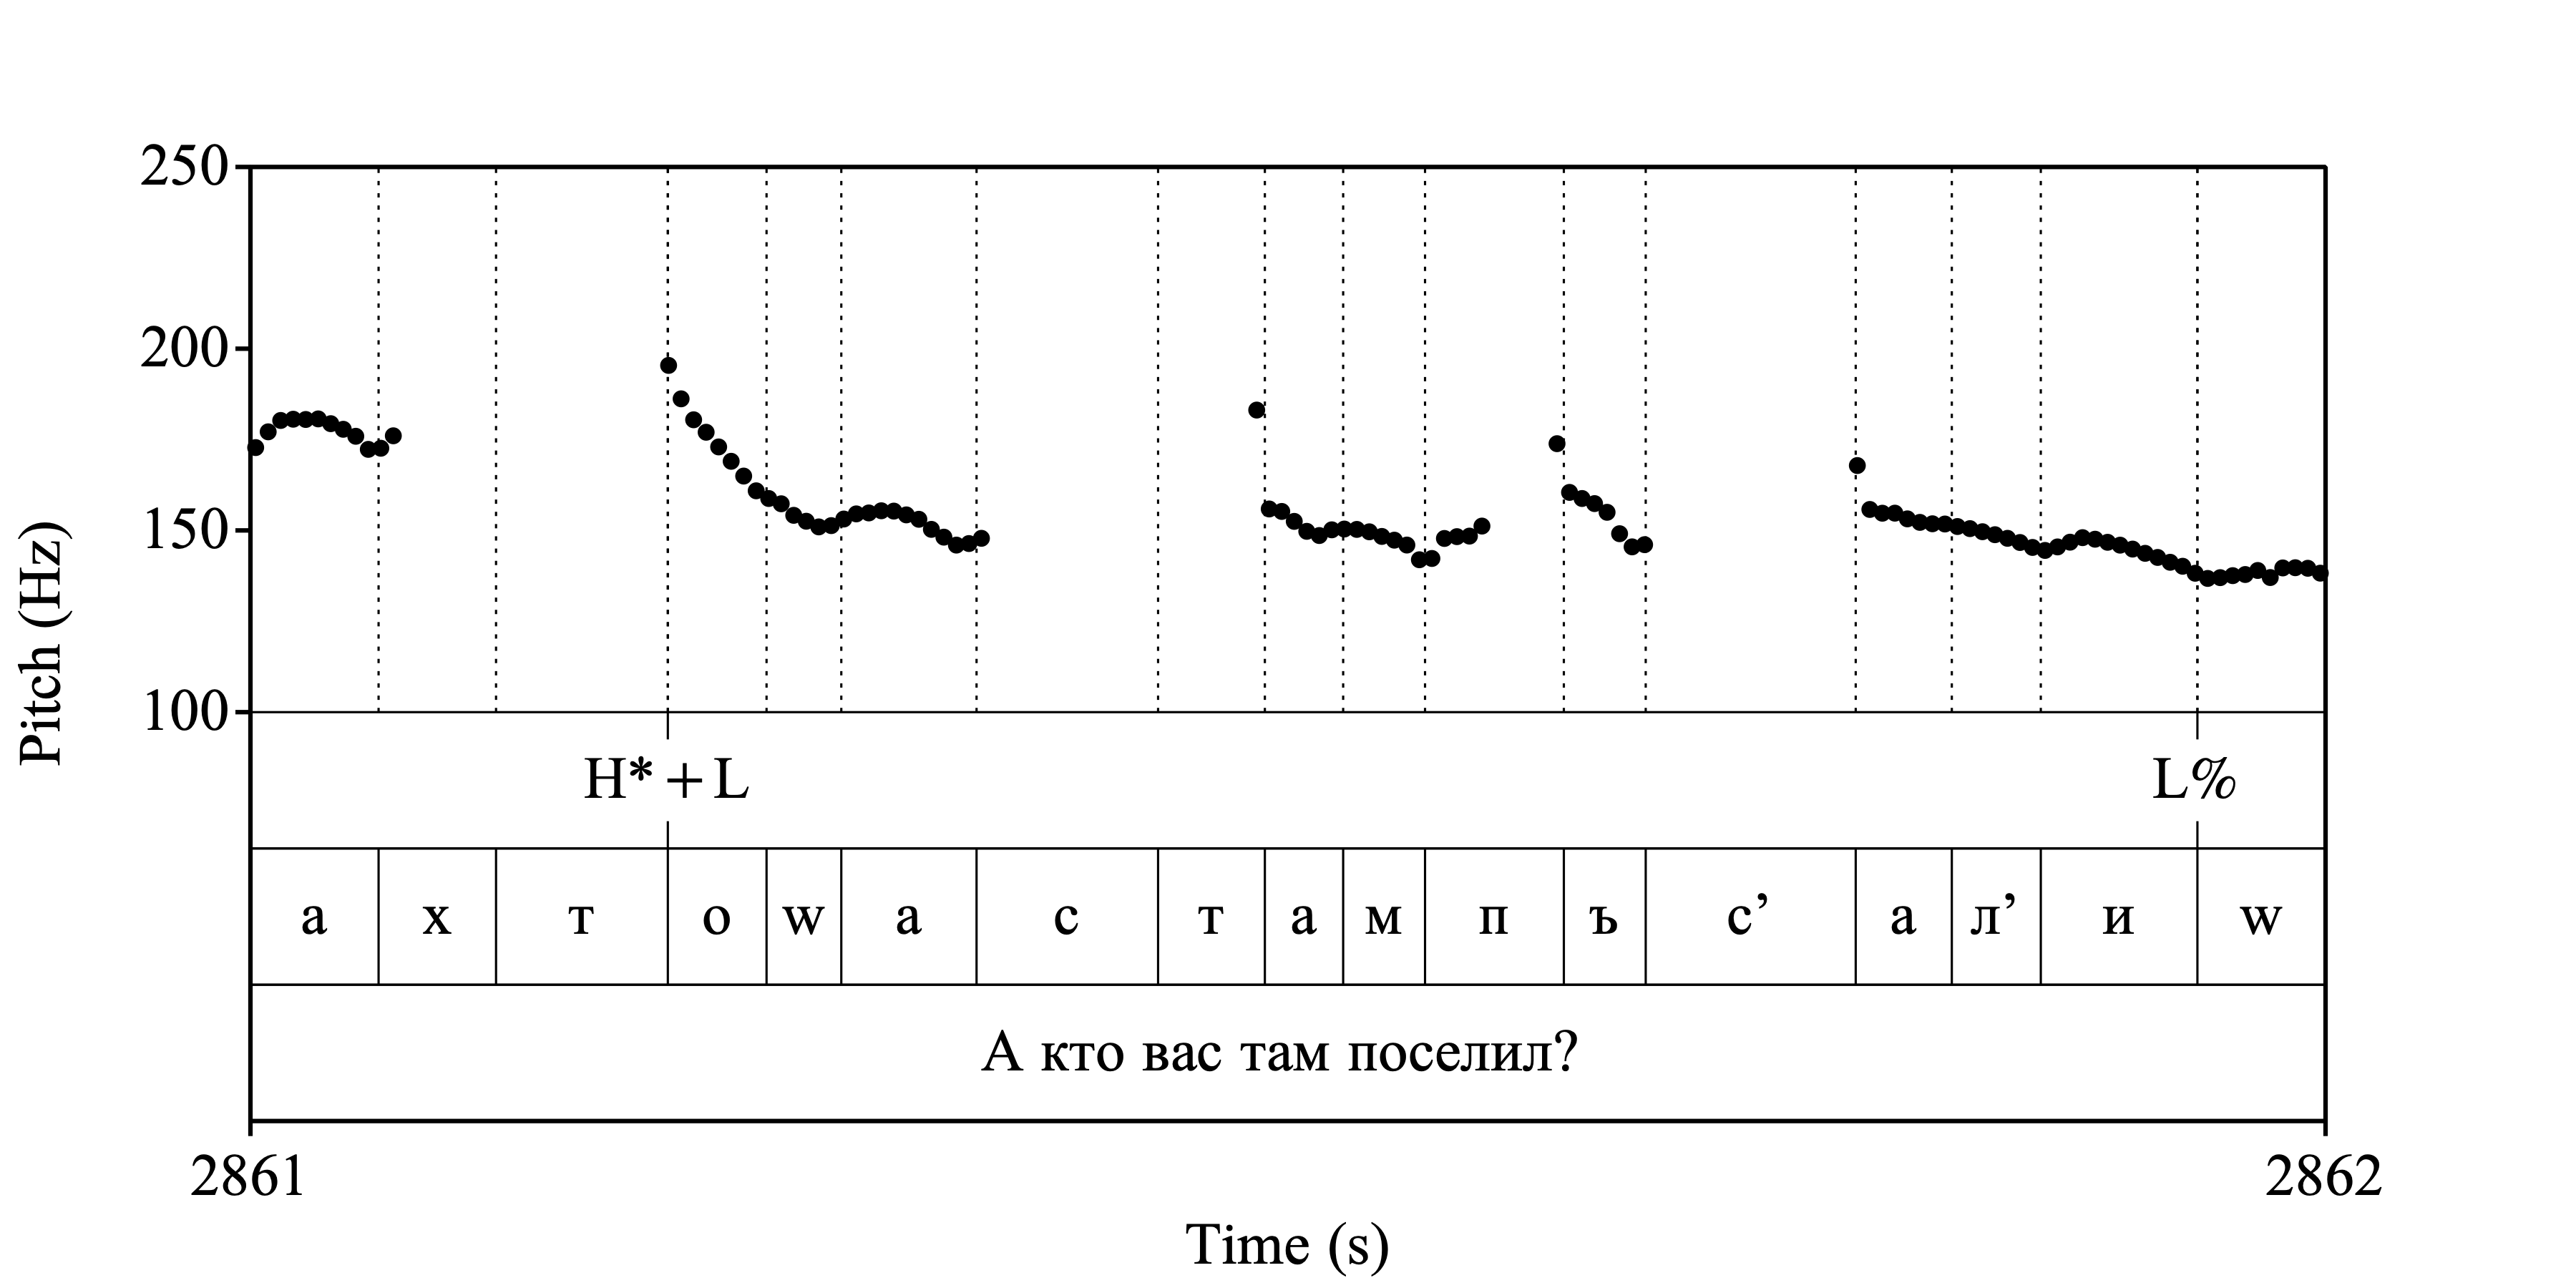 250
200
150
100
Pitch (Hz)
H* + L L%
а х т о w а с т а м п ъ с’ а л’ и w
А кто вас там поселил?
2861 2862
Time (s)